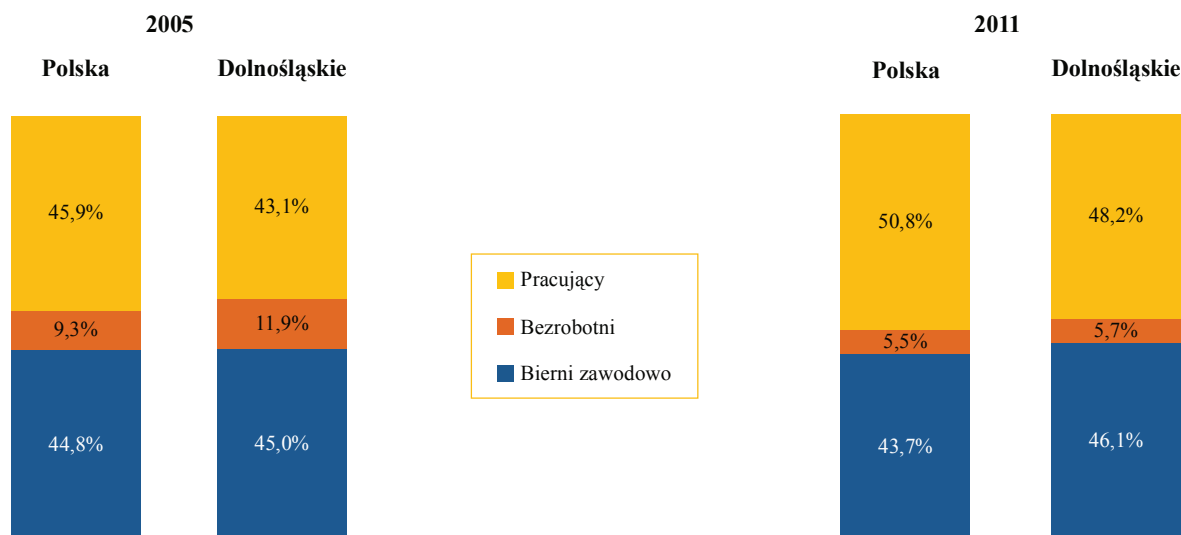 2005
2011
Polska
Dolnośląskie
Polska
Dolnośląskie
45,9%
43,1%
50,8%
48,2%
Pracujący
Bezrobotni
Bierni zawodowo
9,3%
11,9%
5,5%
5,7%
44,8%
45,0%
43,7%
46,1%